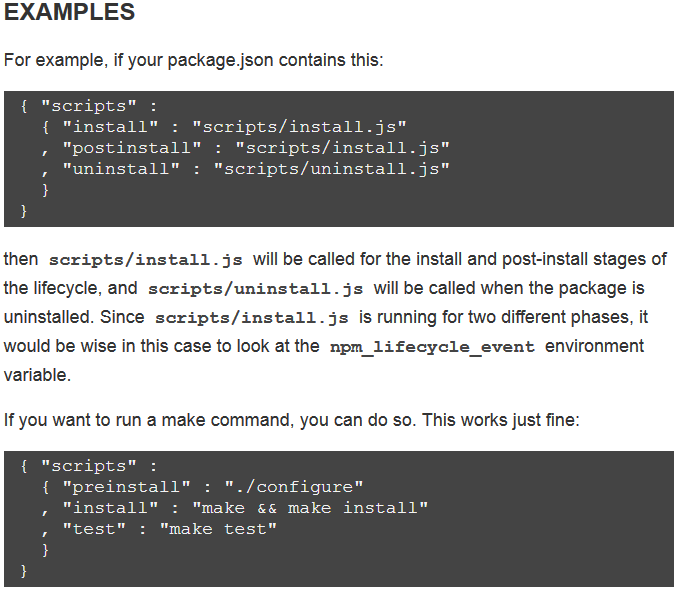 EXAMPLES
For example, if your package.json contains this:
{ "scripts" :
{ "install" : "scripts/install.js"
, "postinstall" : "scripts/install.js"
, "uninstall" : "scripts/uninstall.js"
}
}
then scripts/install.js will be called for the install and post-install stages of
the lifecycle, and scripts/uninstall.js will be called when the package is
uninstalled. Since scripts/install.js is running for two different phases, it
would be wise in this case to look at the npm_lifecycle_event environment
variable.
If you want to run a make command, you can do so. This works just fine:
{ "scripts" :
{ "preinstall" : "./configure"
, "install" : "make && make install"
, "test" : "make test"
}
}